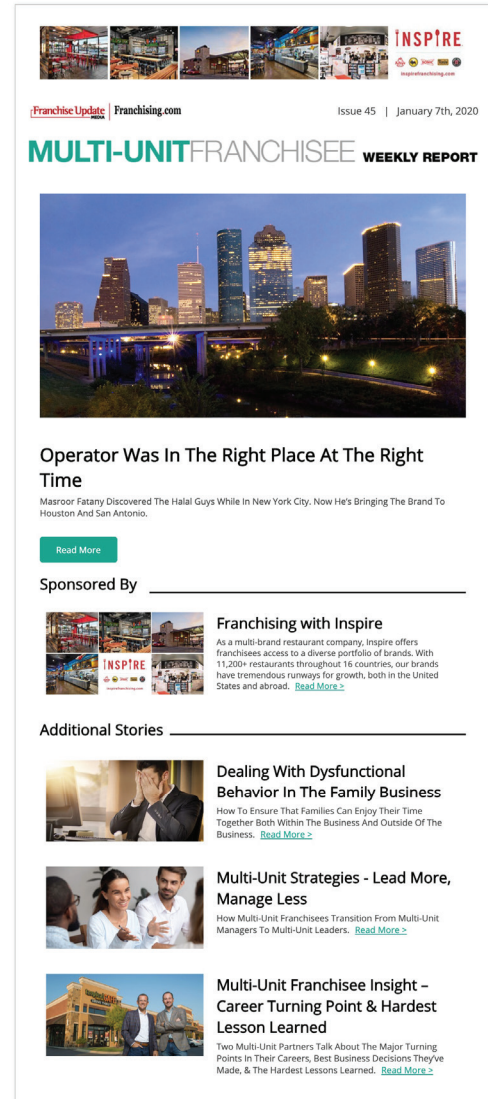 INSPIRE
inspirefranchising.com
Franchise Update
MEDIA
Franchising.com
Issue 45 | January 7th, 2020
MULTI-UNITFRANCHISEE WEEKLY REPORT
Operator Was In The Right Place At The Right
Time
Masroor Fatany Discovered The Halal Guys While In New York City. Now He's Bringing The Brand To
Houston And San Antonio.
Read More
Sponsored By
INSPIRE
inspirefranchising.com
Franchising with Inspire
As a multi-brand restaurant company, Inspire offers
franchisees access to a diverse portfolio of brands. With
11,200+ restaurants throughout 16 countries, our brands
have tremendous runways for growth, both in the United
States and abroad. Read More >
Additional Stories
Dealing With Dysfunctional
Behavior In The Family Business
How To Ensure That Families Can Enjoy Their Time
Together Both Within The Business And Outside Of The
Business. Read More >
Multi-Unit Strategies - Lead More,
Manage Less
How Multi-Unit Franchisees Transition From Multi-Unit
Managers To Multi-Unit Leaders. Read More >
Multi-Unit Franchisee Insight –
Career Turning Point & Hardest
Lesson Learned
Two Multi-Unit Partners Talk About The Major Turning
Points In Their Careers, Best Business Decisions They've
Made, & The Hardest Lessons Learned. Read More >